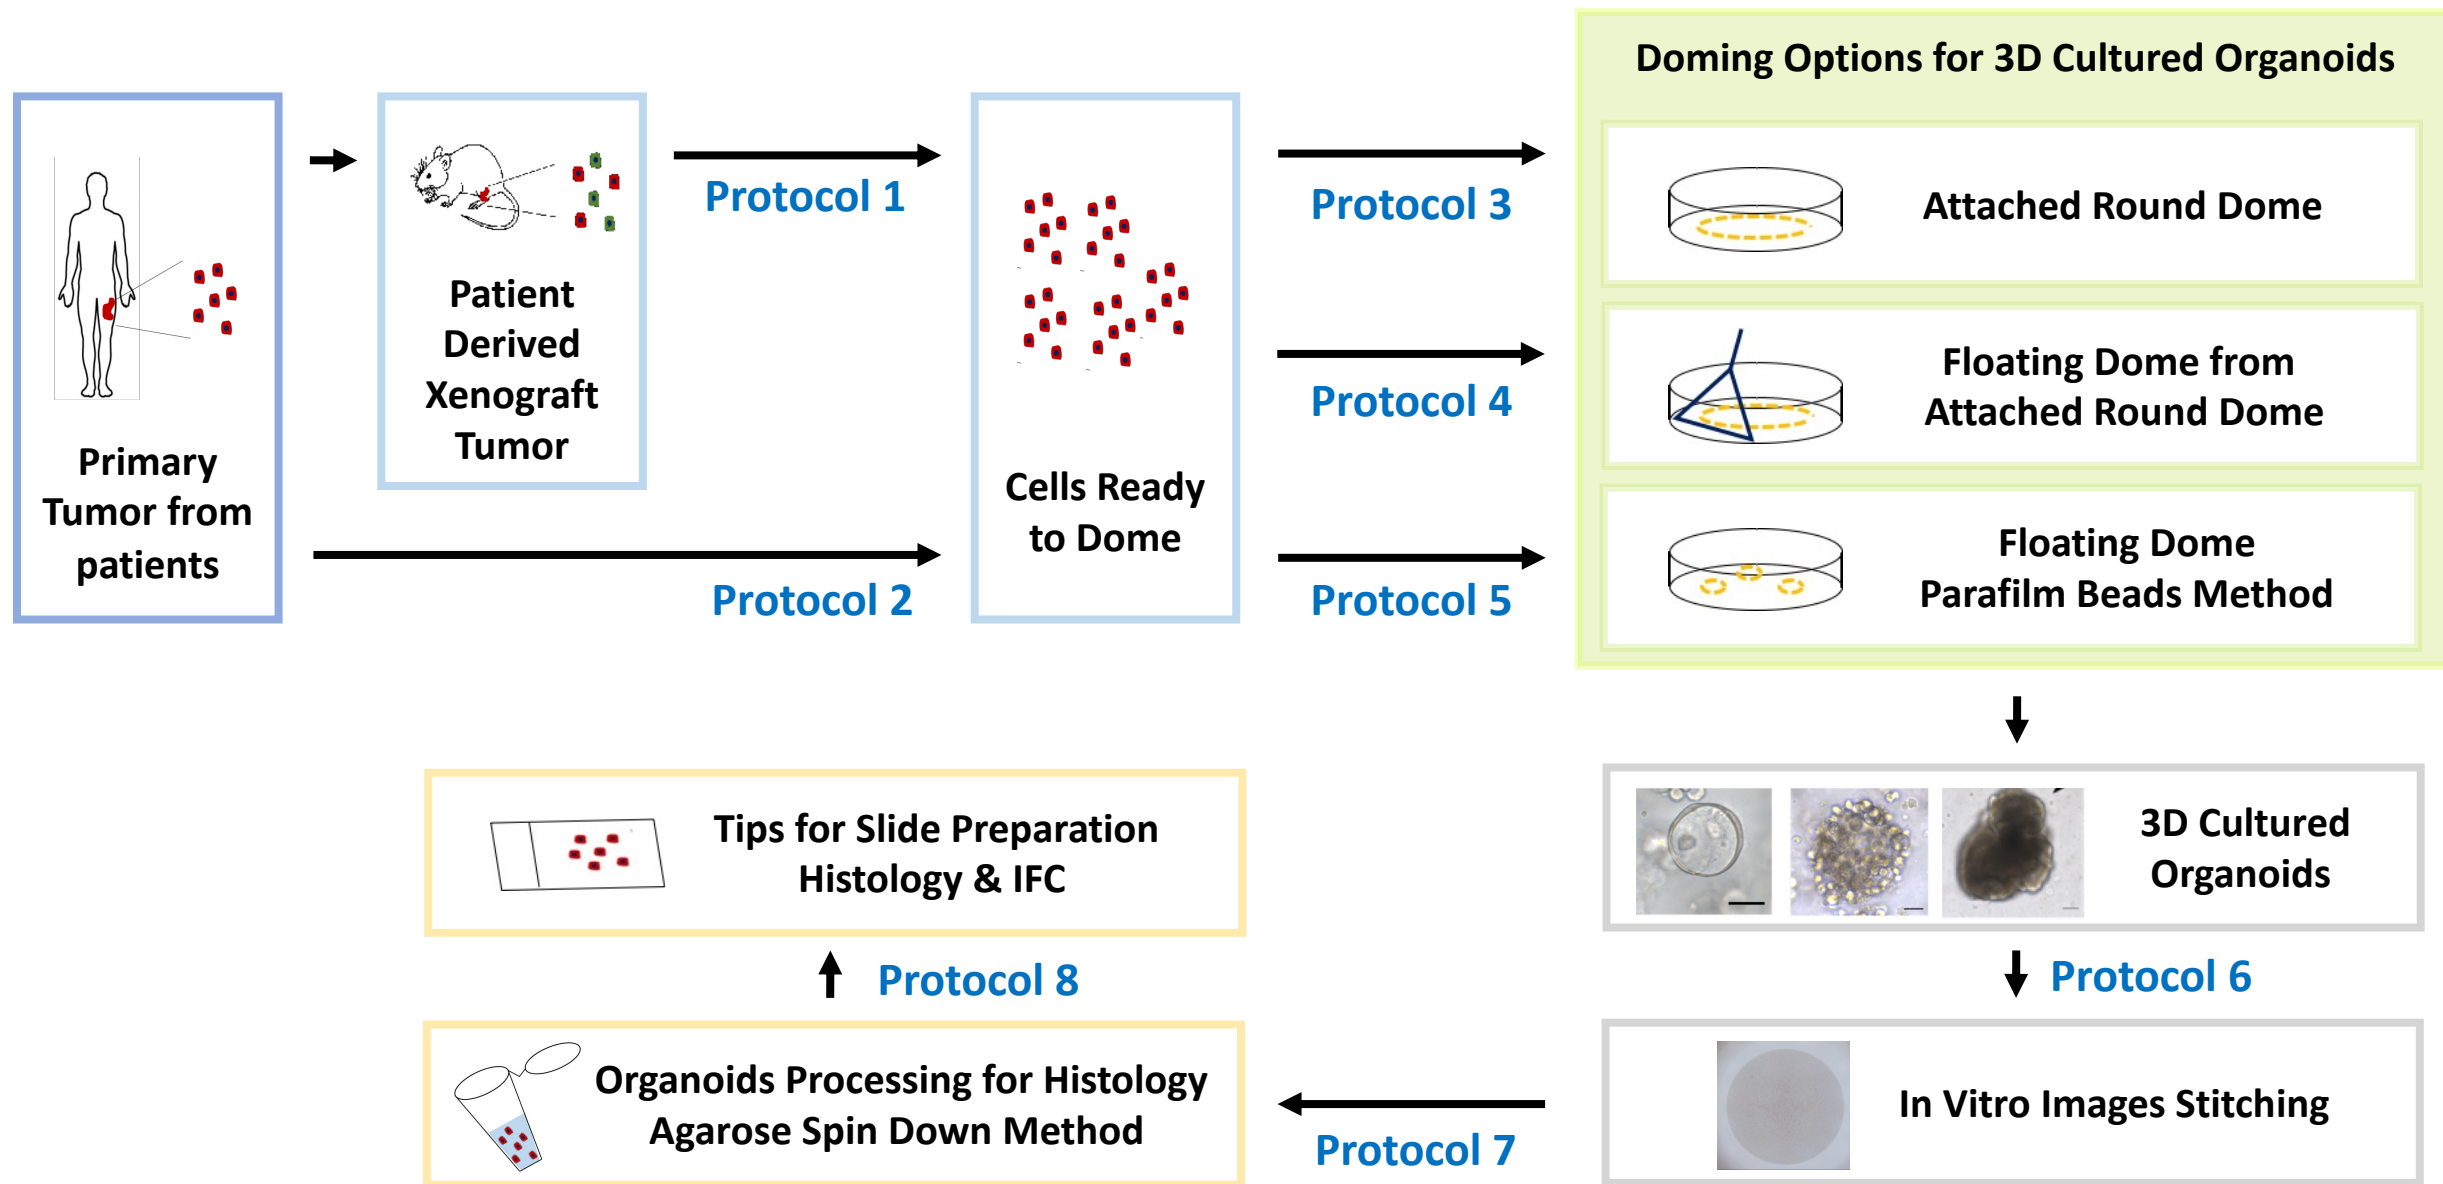 Primary
Tumor from
patients
Patient
Derived
Xenograft
Tumor
Protocol 1
Protocol 2
Cells Ready
to Dome
Protocol 3
Protocol 4
Protocol 5
Doming Options for 3D Cultured Organoids
Attached Round Dome
Floating Dome from
Attached Round Dome
Floating Dome
Parafilm Beads Method
3D Cultured
Organoids
Protocol 6
In Vitro Images Stitching
Protocol 7
Organoids Processing for Histology
Agarose Spin Down Method
Protocol 8
Tips for Slide Preparation
Histology & IFC